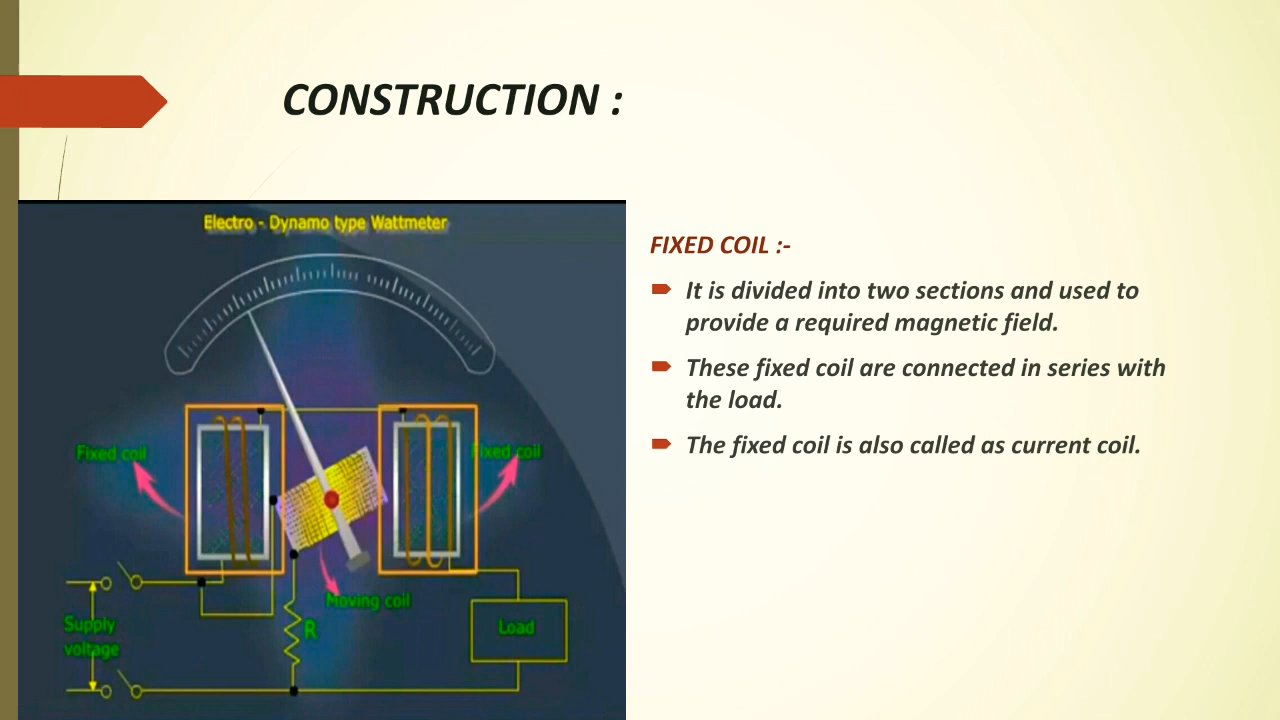 CONSTRUCTION :
Electro - Dynamo type Wattmeter
Fixed coil
Fixed coil
Moving coil
Supply
voltage
R
Load
FIXED COIL :-
It is divided into two sections and used to
provide a required magnetic field.
These fixed coil are connected in series with
the load.
The fixed coil is also called as current coil.